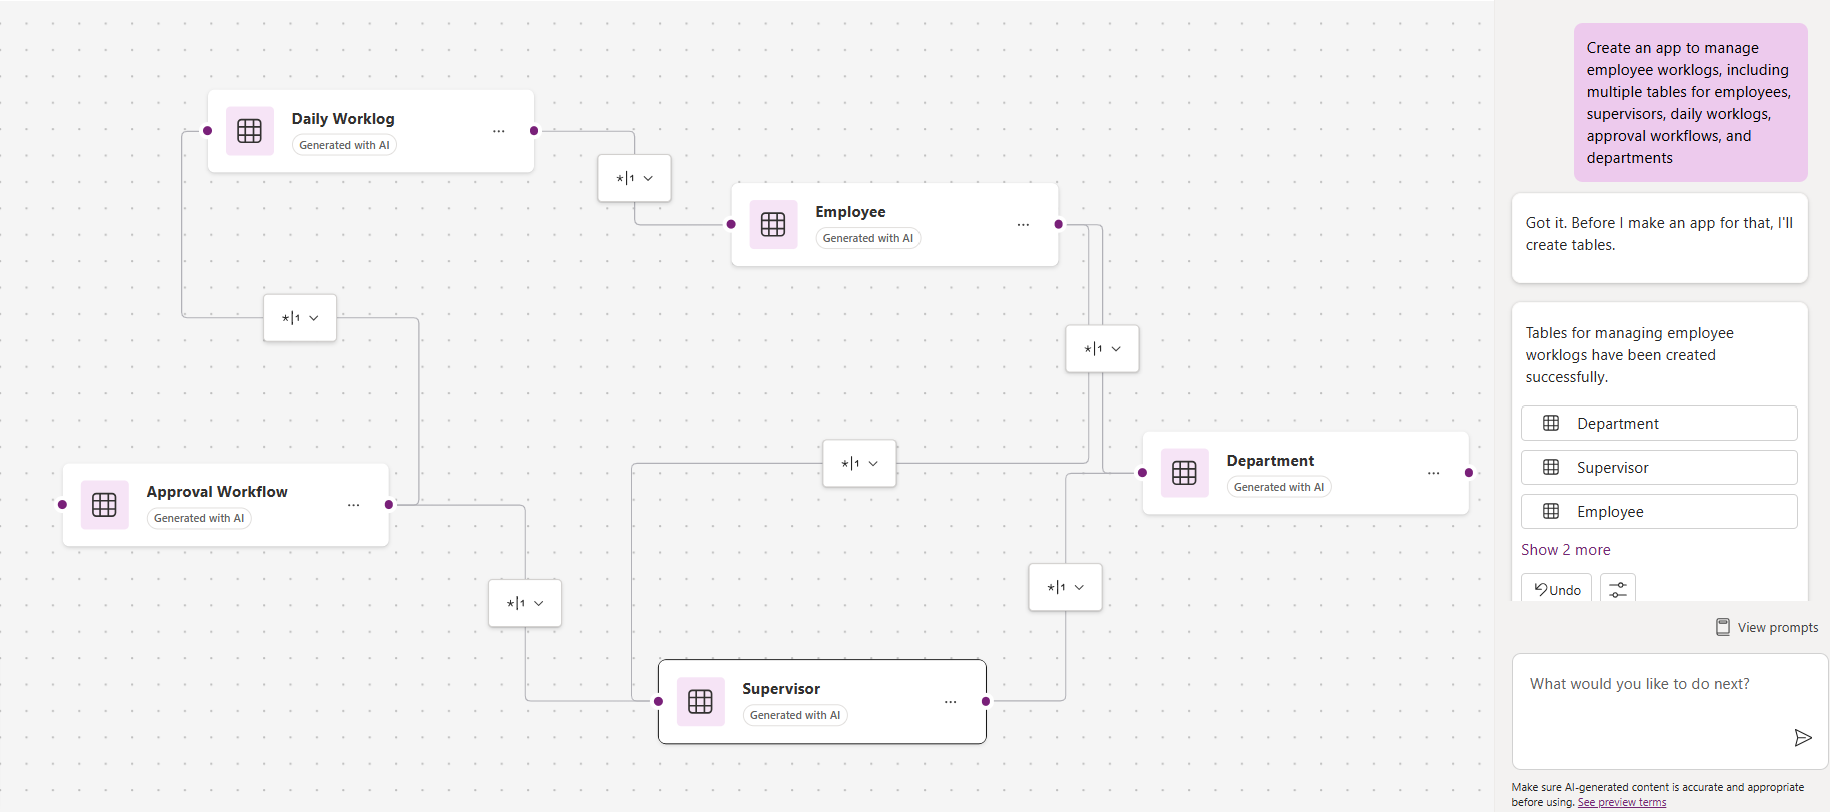 Daily Worklog
Generated with AI
*|1
Employee
Generated with AI
*|1
*|1
*|1
Department
Generated with AI
Approval Workflow
Generated with AI
*|1
*|1
Supervisor
Generated with AI
Create an app to manage
employee worklogs, including
multiple tables for employees,
supervisors, daily worklogs,
approval workflows, and
departments
Got it. Before I make an app for that, I'll
create tables.
Tables for managing employee
worklogs have been created
successfully.
Department
Supervisor
Employee
Show 2 more
Undo
View prompts
What would you like to do next?
Make sure AI-generated content is accurate and appropriate
before using. See preview terms